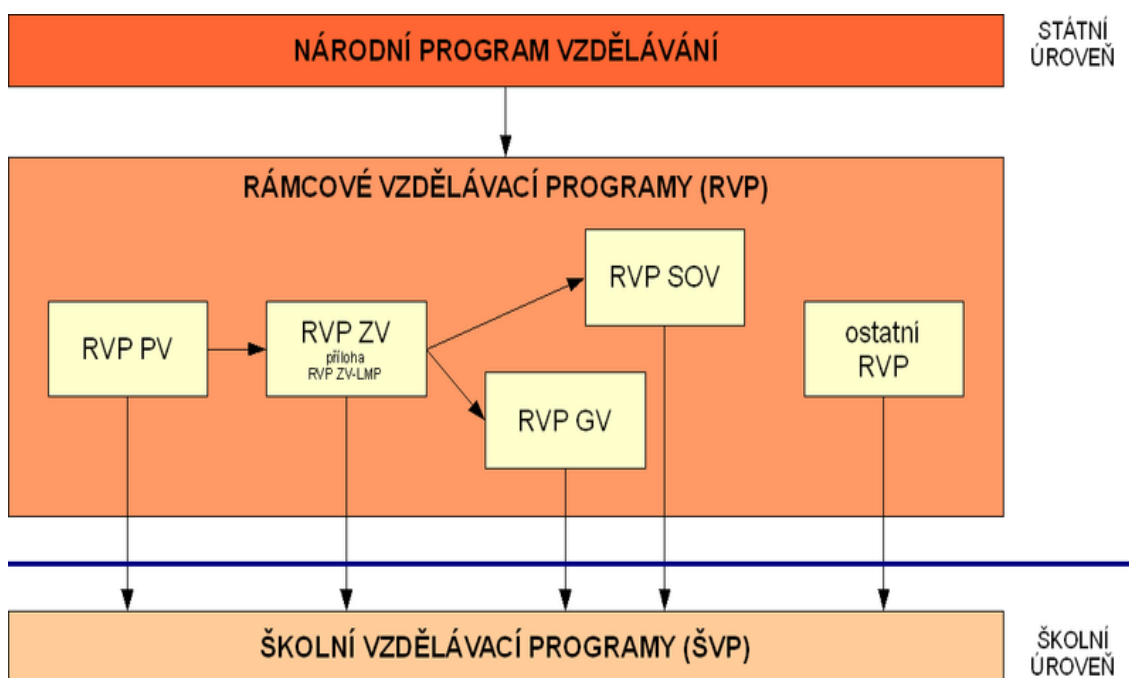 NÁRODNÍ PROGRAM VZDĚLÁVÁNÍ
STÁTNÍ
ÚROVEŇ
RÁMCOVÉ VZDĚLÁVACÍ PROGRAMY (RVP)
RVP PV
RVP ZV
příloha
RVP ZV-LMP
RVP SOV
RVP GV
ostatní
RVP
ŠKOLNÍ VZDĚLÁVACÍ PROGRAMY (ŠVP)
ŠKOLNÍ
ÚROVEŇ